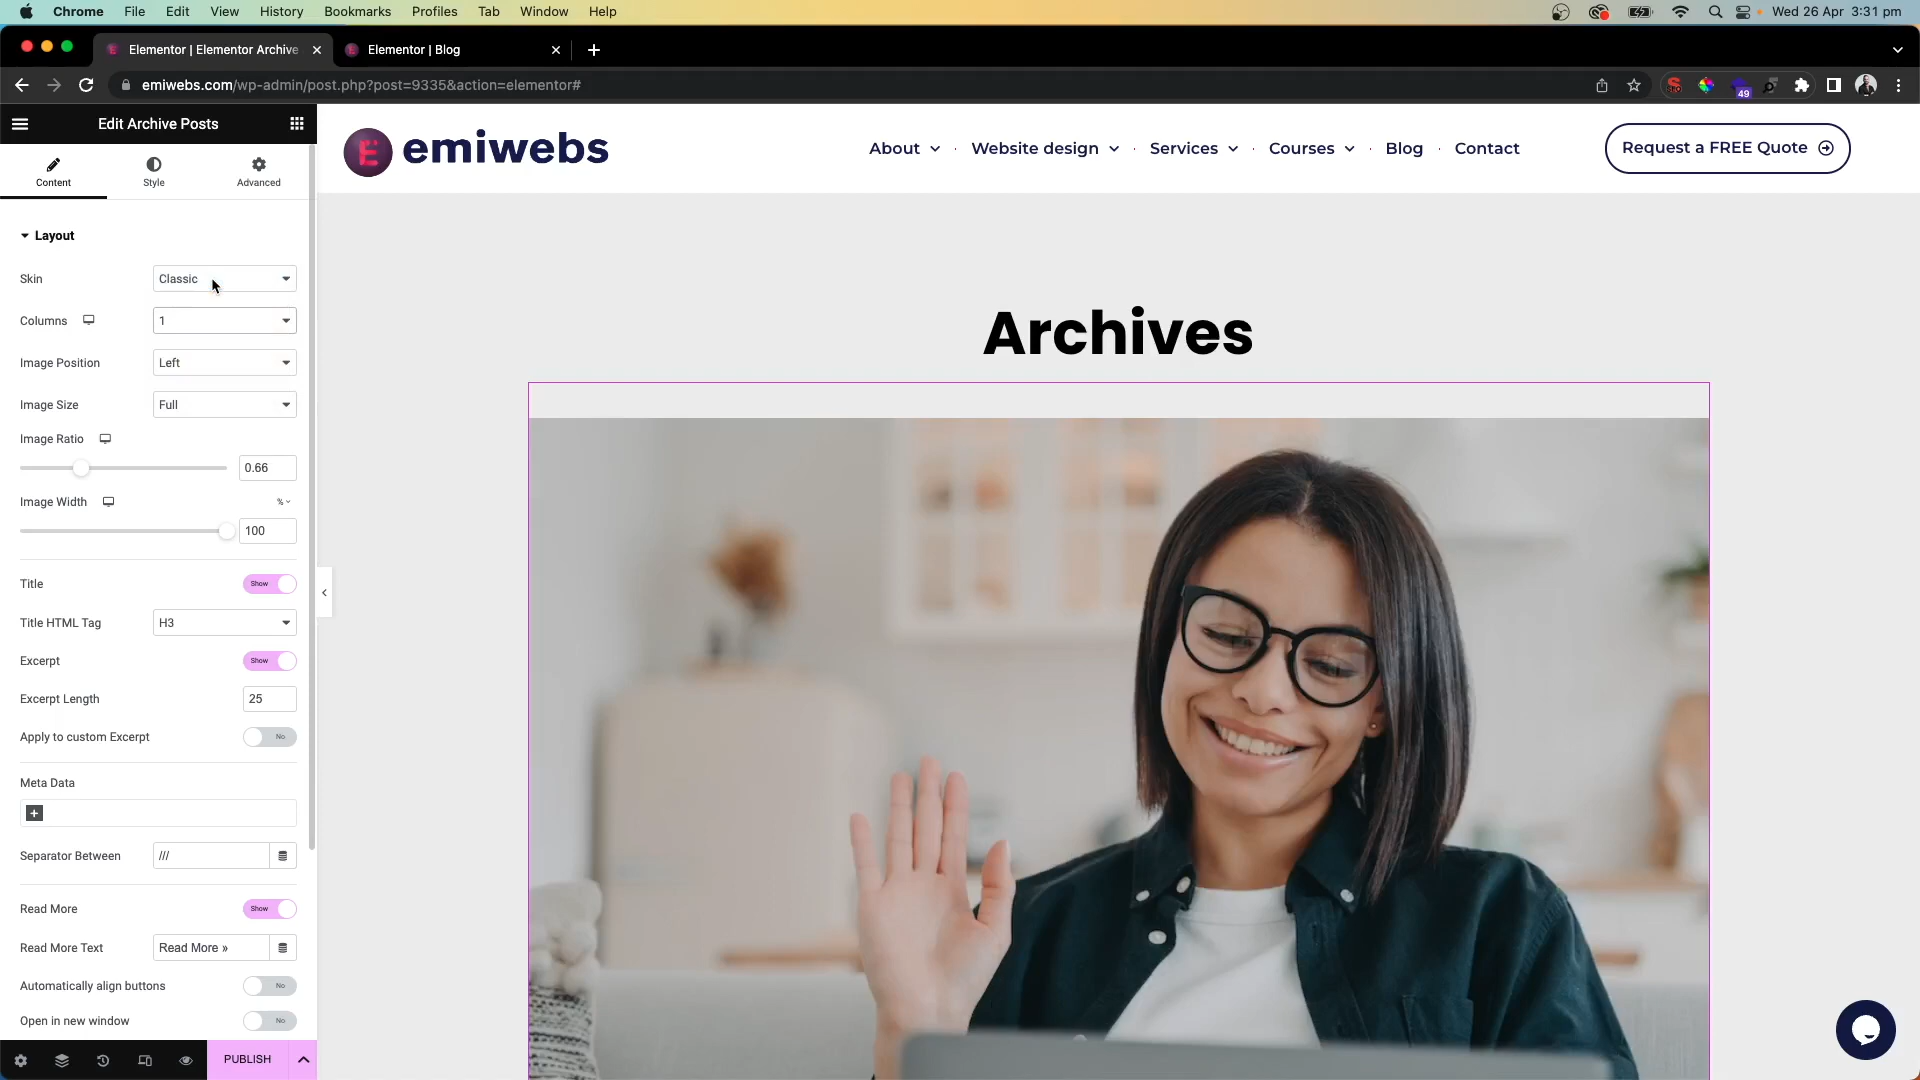 Chrome File Edit View History Bookmarks Profiles Tab Window Help Wed 26 Apr 3:31 pm
Elementor | Elementor Archive Elementor | Blog
emiwebs.com/wp-admin/post.php?post=9335&action=elementor#
49
Edit Archive Posts
Content Style Advanced
E emiwebs About Website design Services Courses Blog Contact Request a FREE Quote
Layout
Skin Classic
Columns 1
Image Position Left
Image Size Full
Image Ratio
0.66
Image Width %
100
Title Show
Title HTML Tag H3
Excerpt Show
Excerpt Length 25
Apply to custom Excerpt No
Meta Data
Separator Between ///
Read More Show
Read More Text Read More »
Automatically align buttons No
Open in new window No
PUBLISH
Archives